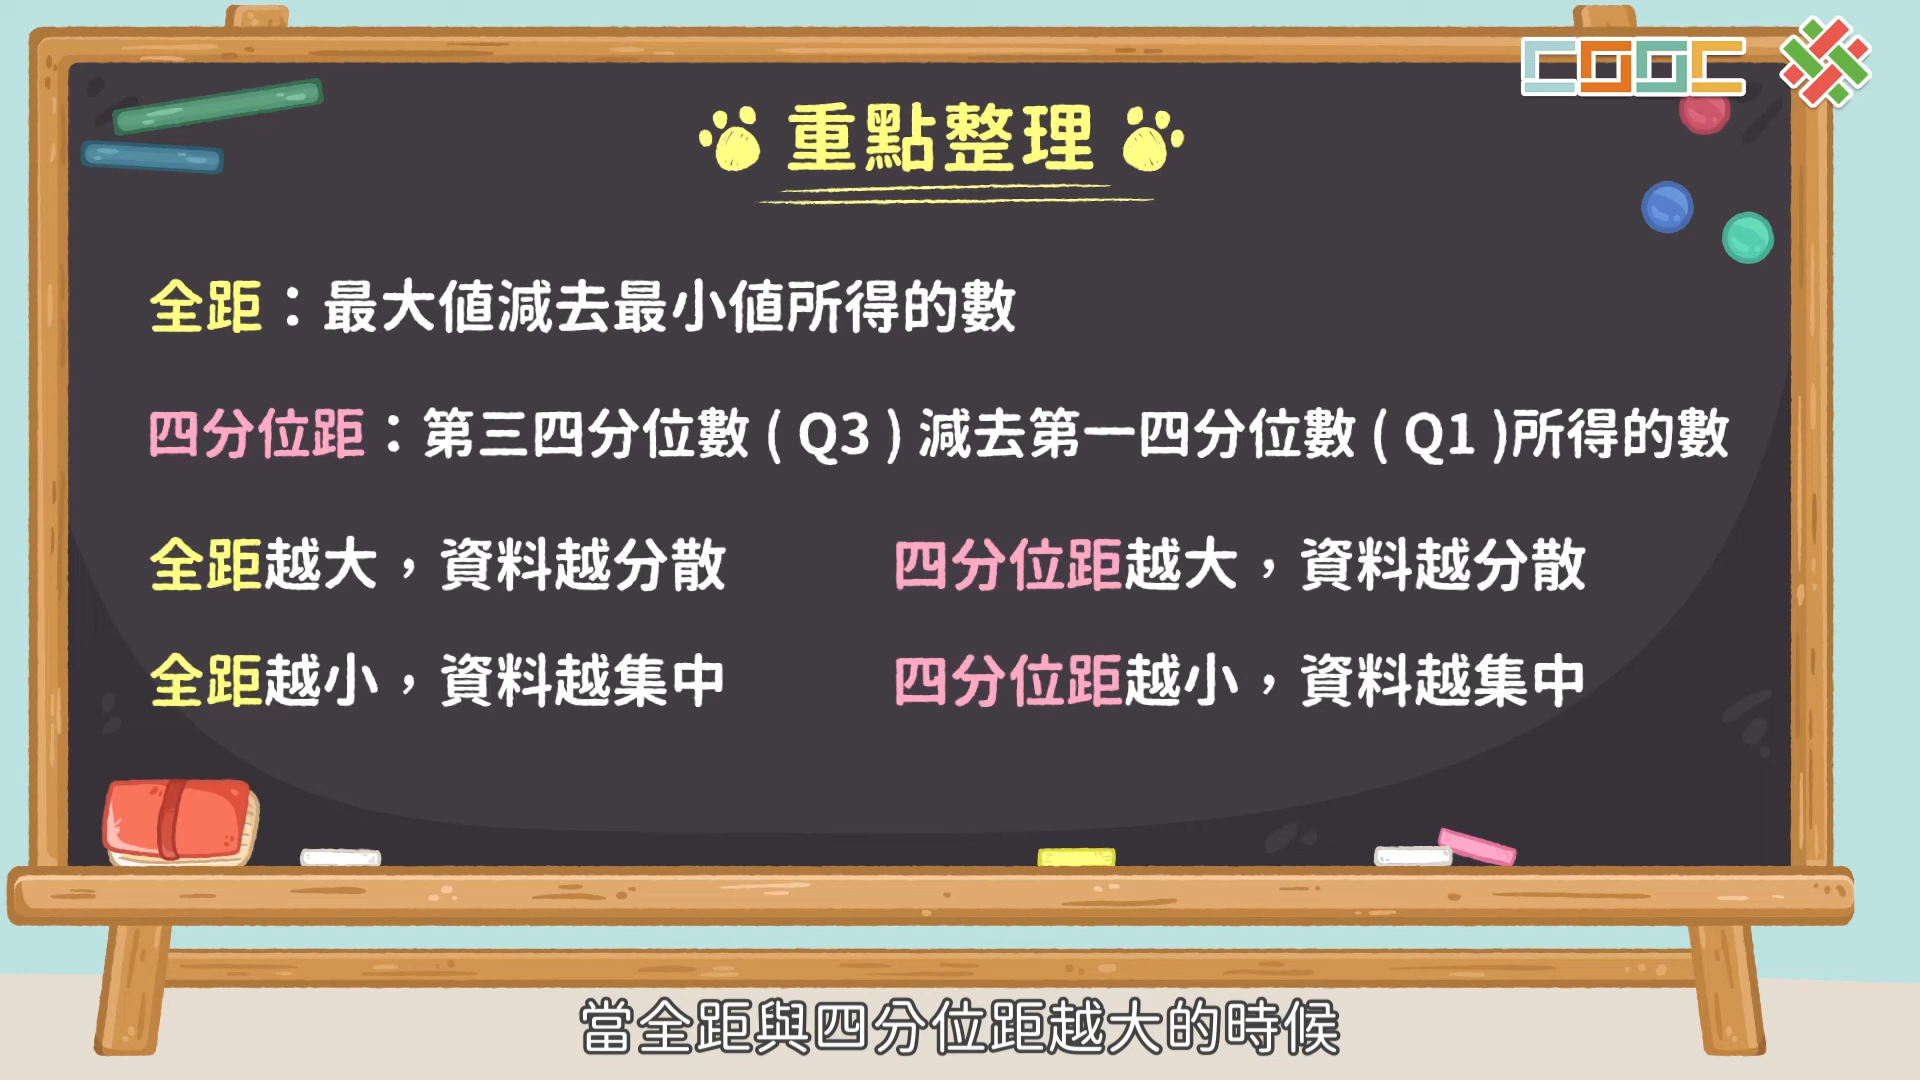 COOC
重點整理
全距：最大值減去最小值所得的數
四分位距：第三四分位數 ( Q3 ) 減去第一四分位數 ( Q1 )所得的數
全距越大，資料越分散
四分位距越大，資料越分散
全距越小，資料越集中
四分位距越小，資料越集中
當全距與四分位距越大的時候